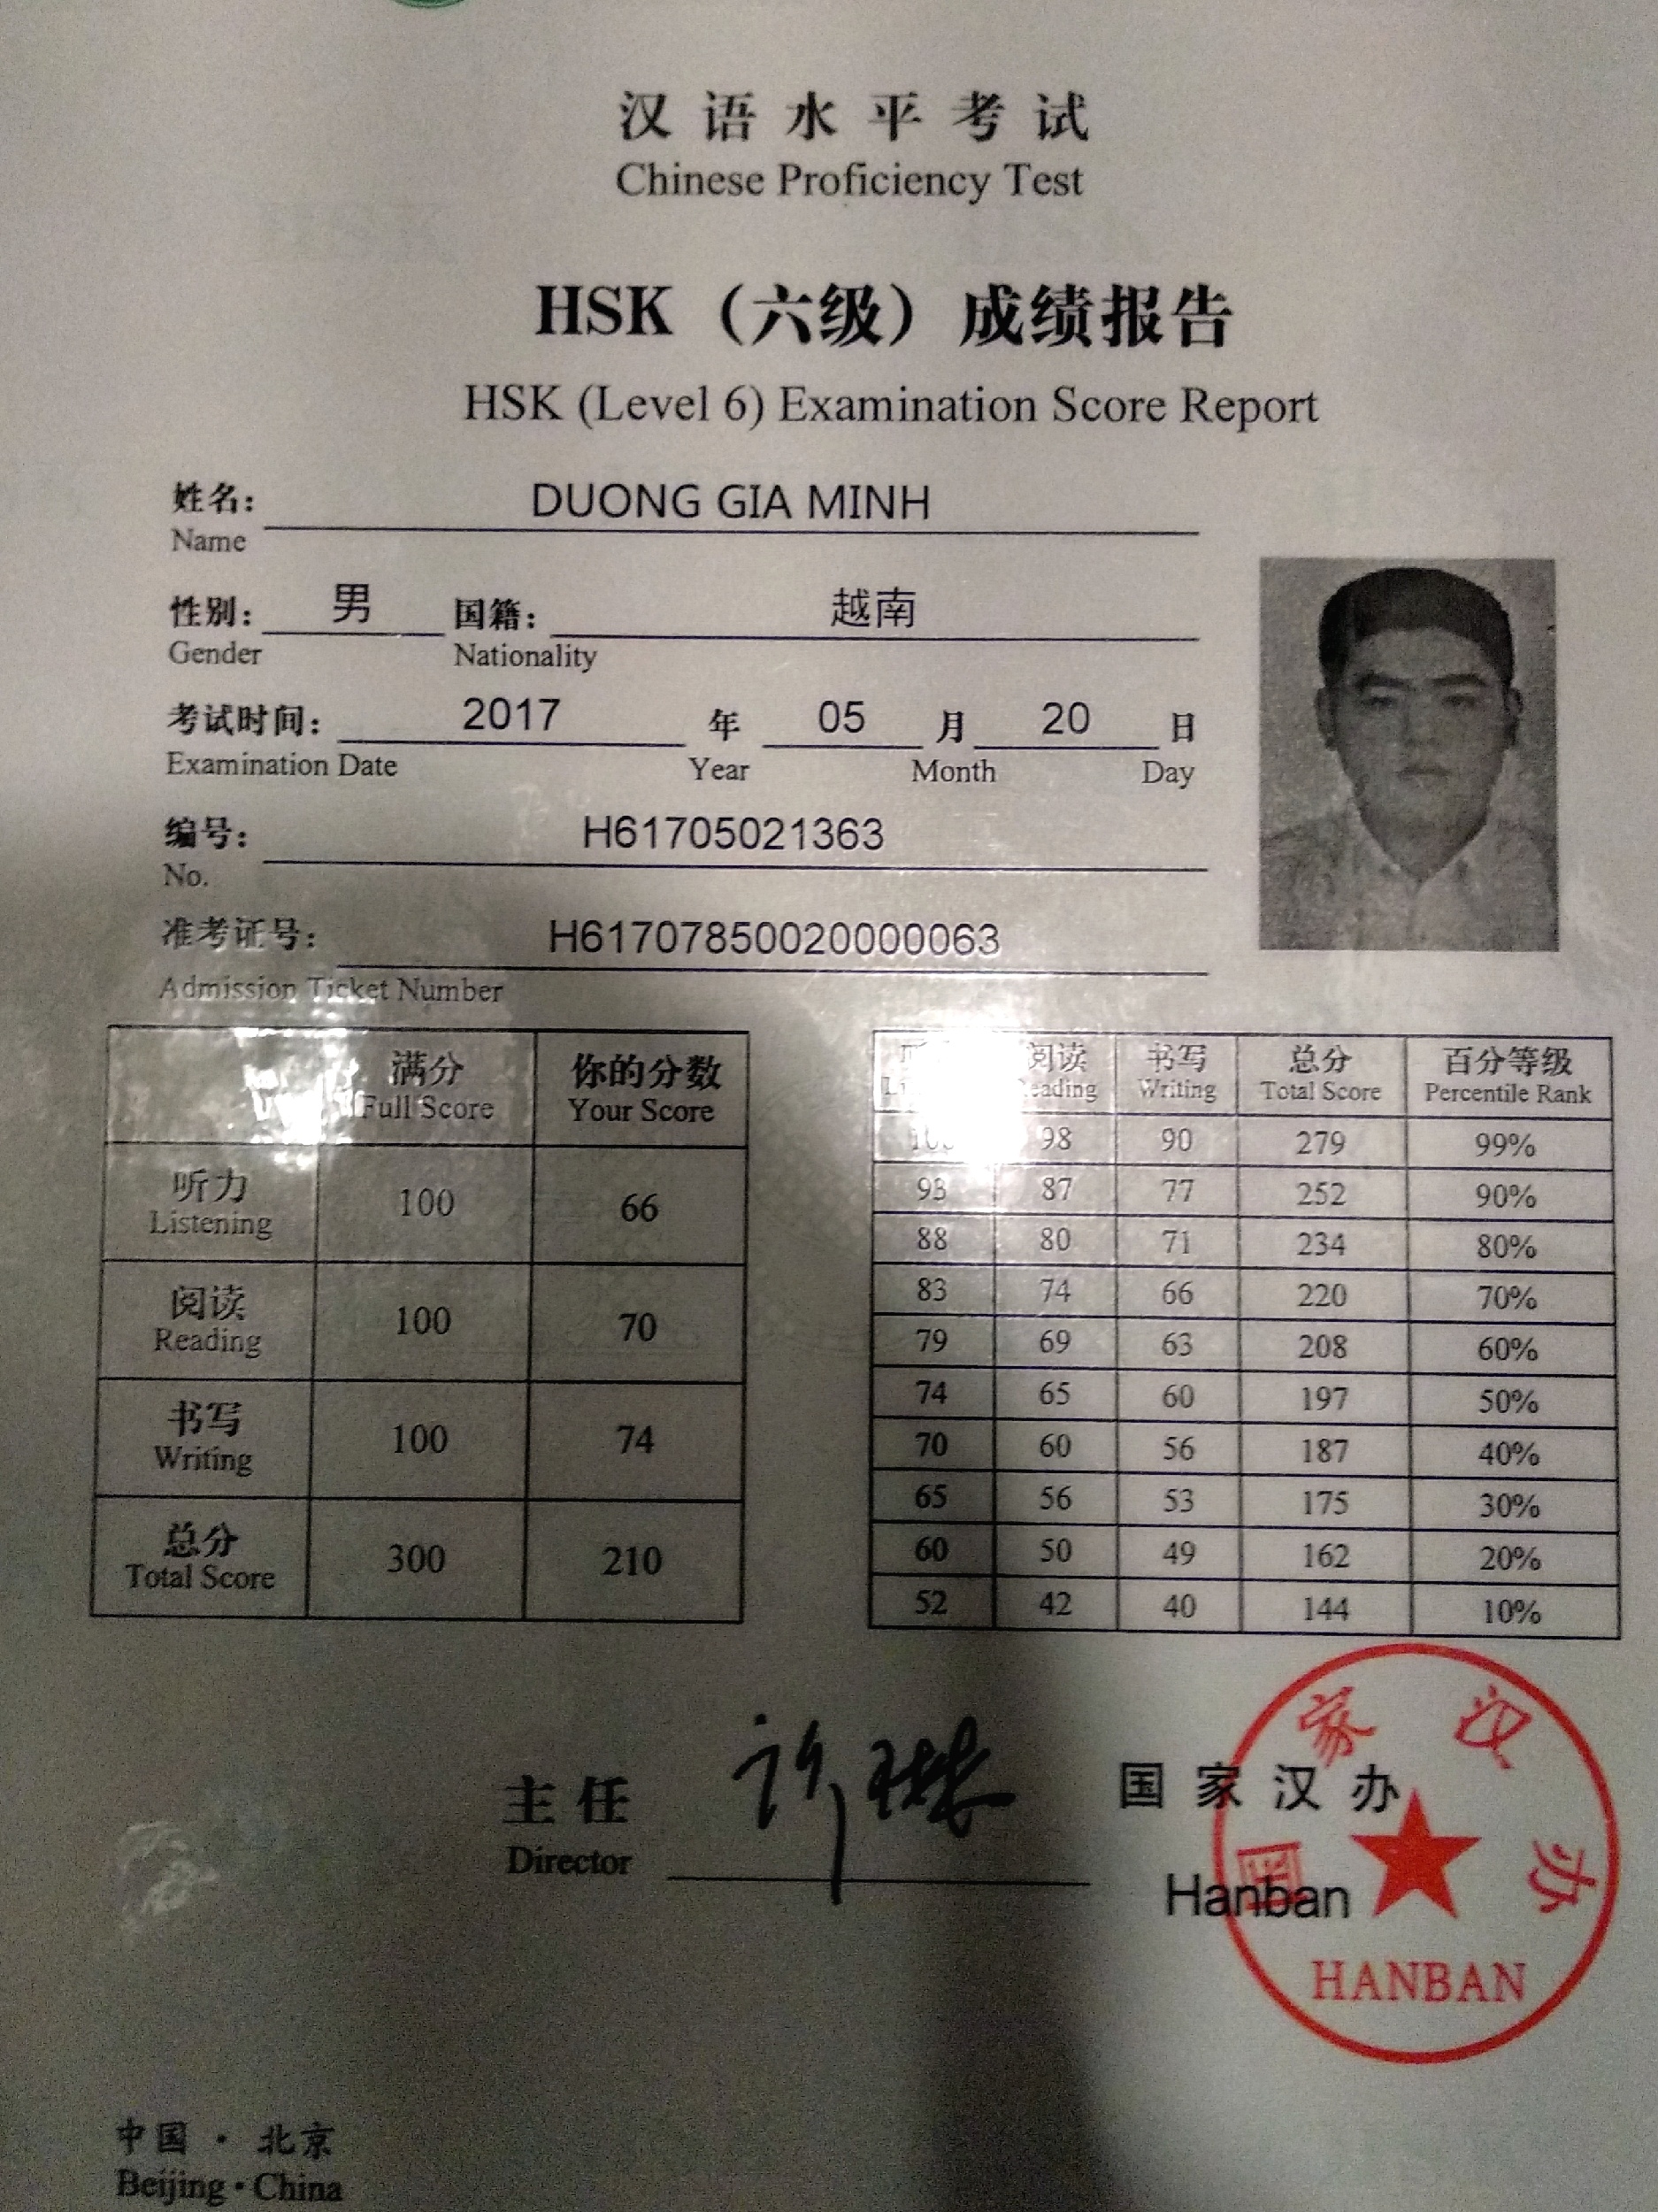 汉语水平考试
Chinese Proficiency Test
HSK（六级）成绩报告
HSK (Level 6) Examination Score Report
姓名： DUONG GIA MINH
Name
性别： 男 国籍： 越南
Gender Nationality
考试时间： 2017 年 05 月 20 日
Examination Date Year Month Day
编号： H61705021363
No.
准考证号： H61707850020000063
Admission Ticket Number
满分 你的分数
Full Score Your Score
听力 100 66
Listening
阅读 100 70
Reading
书写 100 74
Writing
总分 300 210
Total Score
阅读 书写 总分 百分等级
Writing Total Score Percentile Rank
98 90 279 99%
93 87 77 252 90%
88 80 71 234 80%
83 74 66 220 70%
79 69 63 208 60%
74 65 60 197 50%
70 60 56 187 40%
65 56 53 175 30%
60 50 49 162 20%
52 42 40 144 10%
主任 许琳
Director
国家汉办
Hanban
国家汉办
HANBAN
中国·北京
Beijing·China